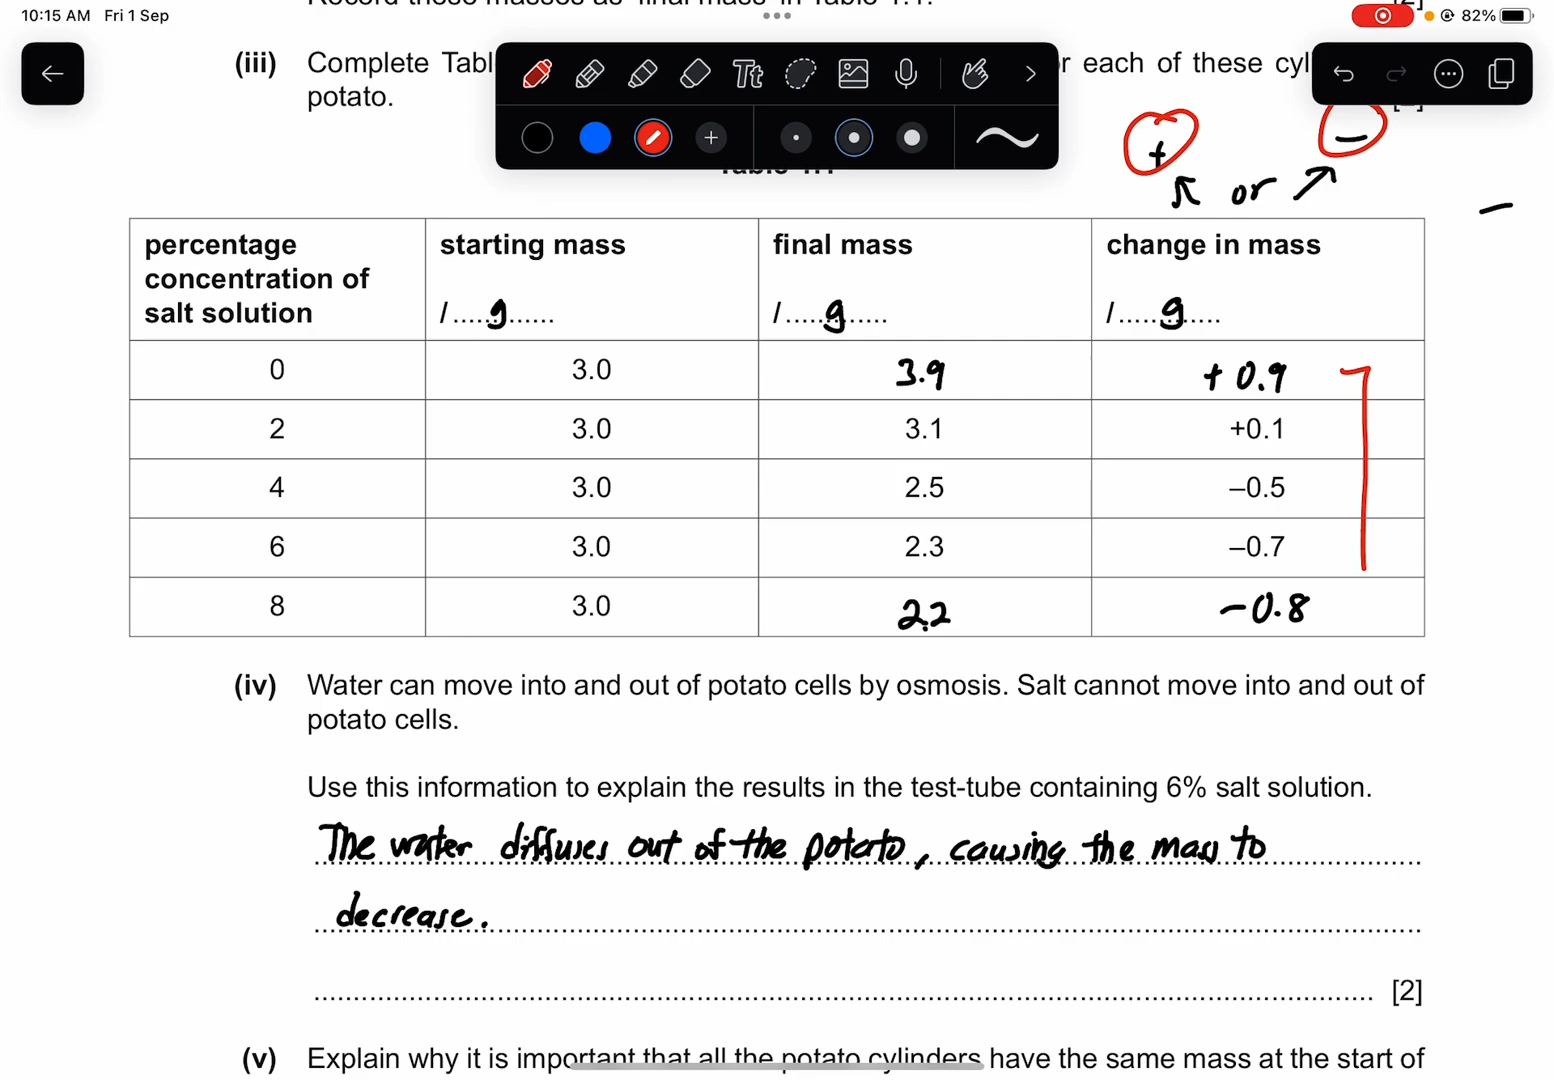 10:15 AM Fri 1 Sep
82%
(iii) Complete Tabl
r each of these cyl
potato.
Tt
+
+ or –
–
percentage concentration of salt solution
starting mass / g
final mass / g
change in mass / g
0 3.0 3.9 + 0.9
2 3.0 3.1 +0.1
4 3.0 2.5 –0.5
6 3.0 2.3 –0.7
8 3.0 2.2 –0.8
(iv) Water can move into and out of potato cells by osmosis. Salt cannot move into and out of
potato cells.
Use this information to explain the results in the test-tube containing 6% salt solution.
The water diffuses out of the potato, causing the mass to
decrease.
[2]
(v) Explain why it is important that all the potato cylinders have the same mass at the start of